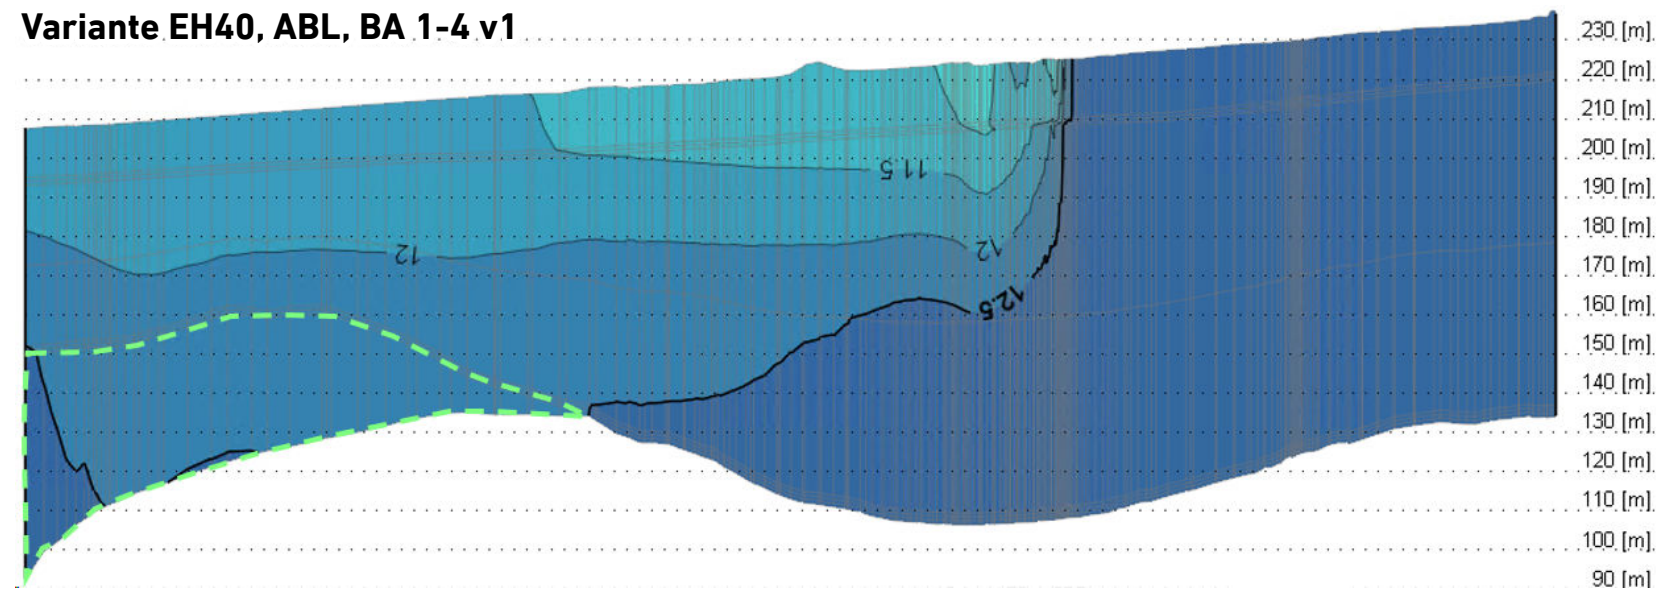 Variante EH40, ABL, BA 1-4 v1
230 [m]
220 [m]
210 [m]
200 [m]
190 [m]
180 [m]
170 [m]
160 [m]
150 [m]
140 [m]
130 [m]
120 [m]
110 [m]
100 [m]
90 [m]
11.5
12
12
12.5